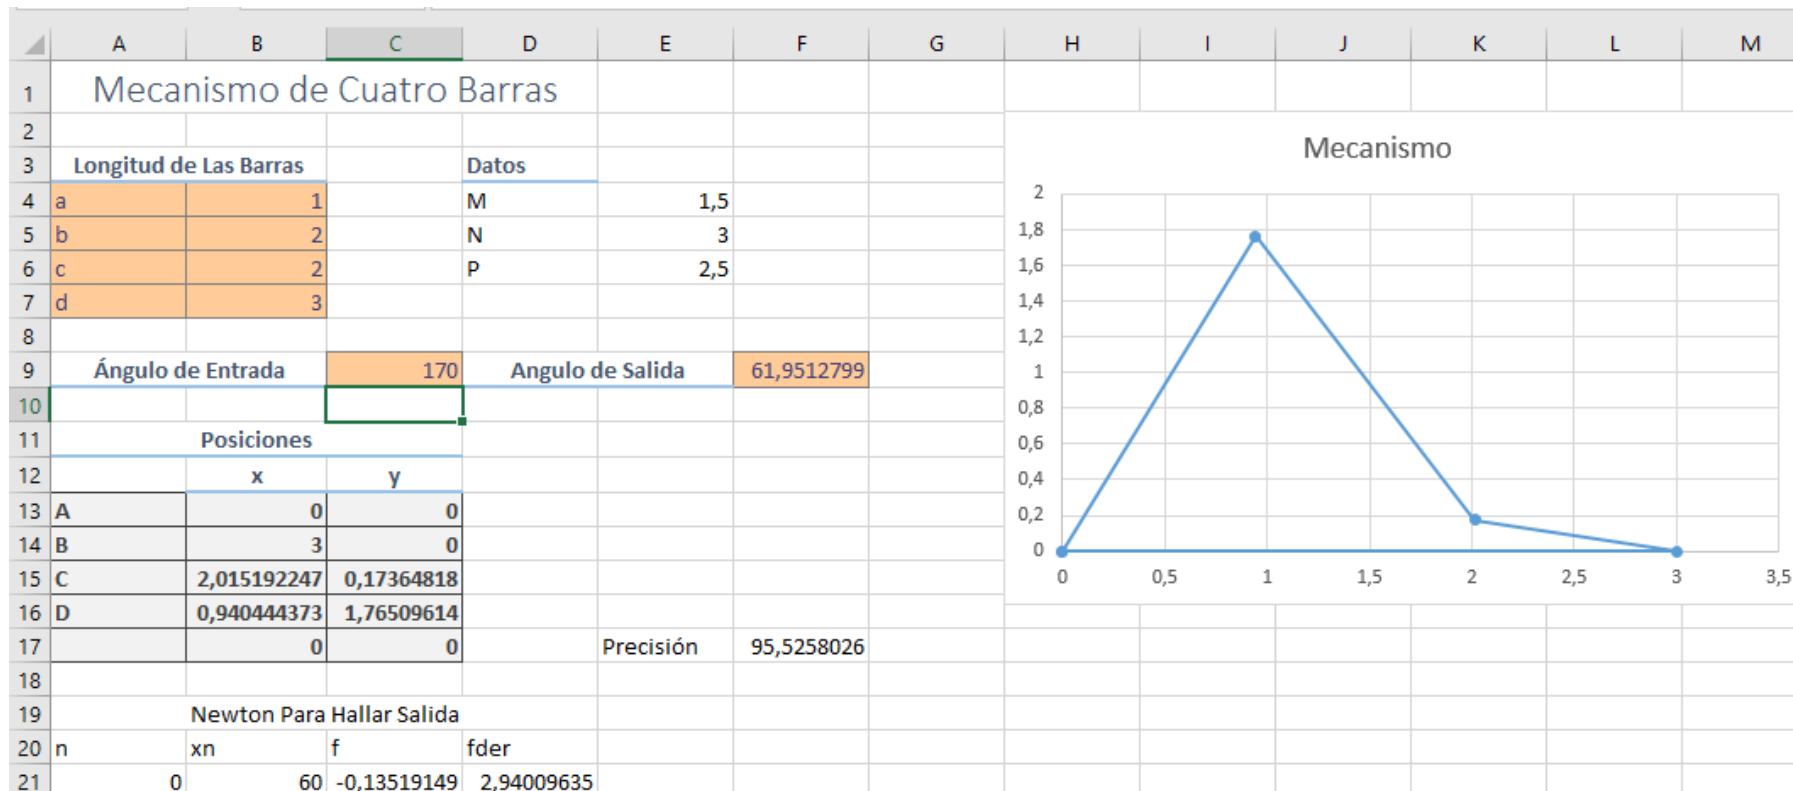 A B C D E F G H I J K L M
1 Mecanismo de Cuatro Barras
2
3 Longitud de Las Barras Datos
4 a 1 M 1,5
5 b 2 N 3
6 c 2 P 2,5
7 d 3
8
9 Ángulo de Entrada 170 Angulo de Salida 61,9512799
10
11 Posiciones
12 x y
13 A 0 0
14 B 3 0
15 C 2,015192247 0,17364818
16 D 0,940444373 1,76509614
17 0 0 Precisión 95,5258026
18
19 Newton Para Hallar Salida
20 n xn f fder
21 0 60 -0,13519149 2,94009635
Mecanismo
2
1,8
1,6
1,4
1,2
1
0,8
0,6
0,4
0,2
0
0 0,5 1 1,5 2 2,5 3 3,5